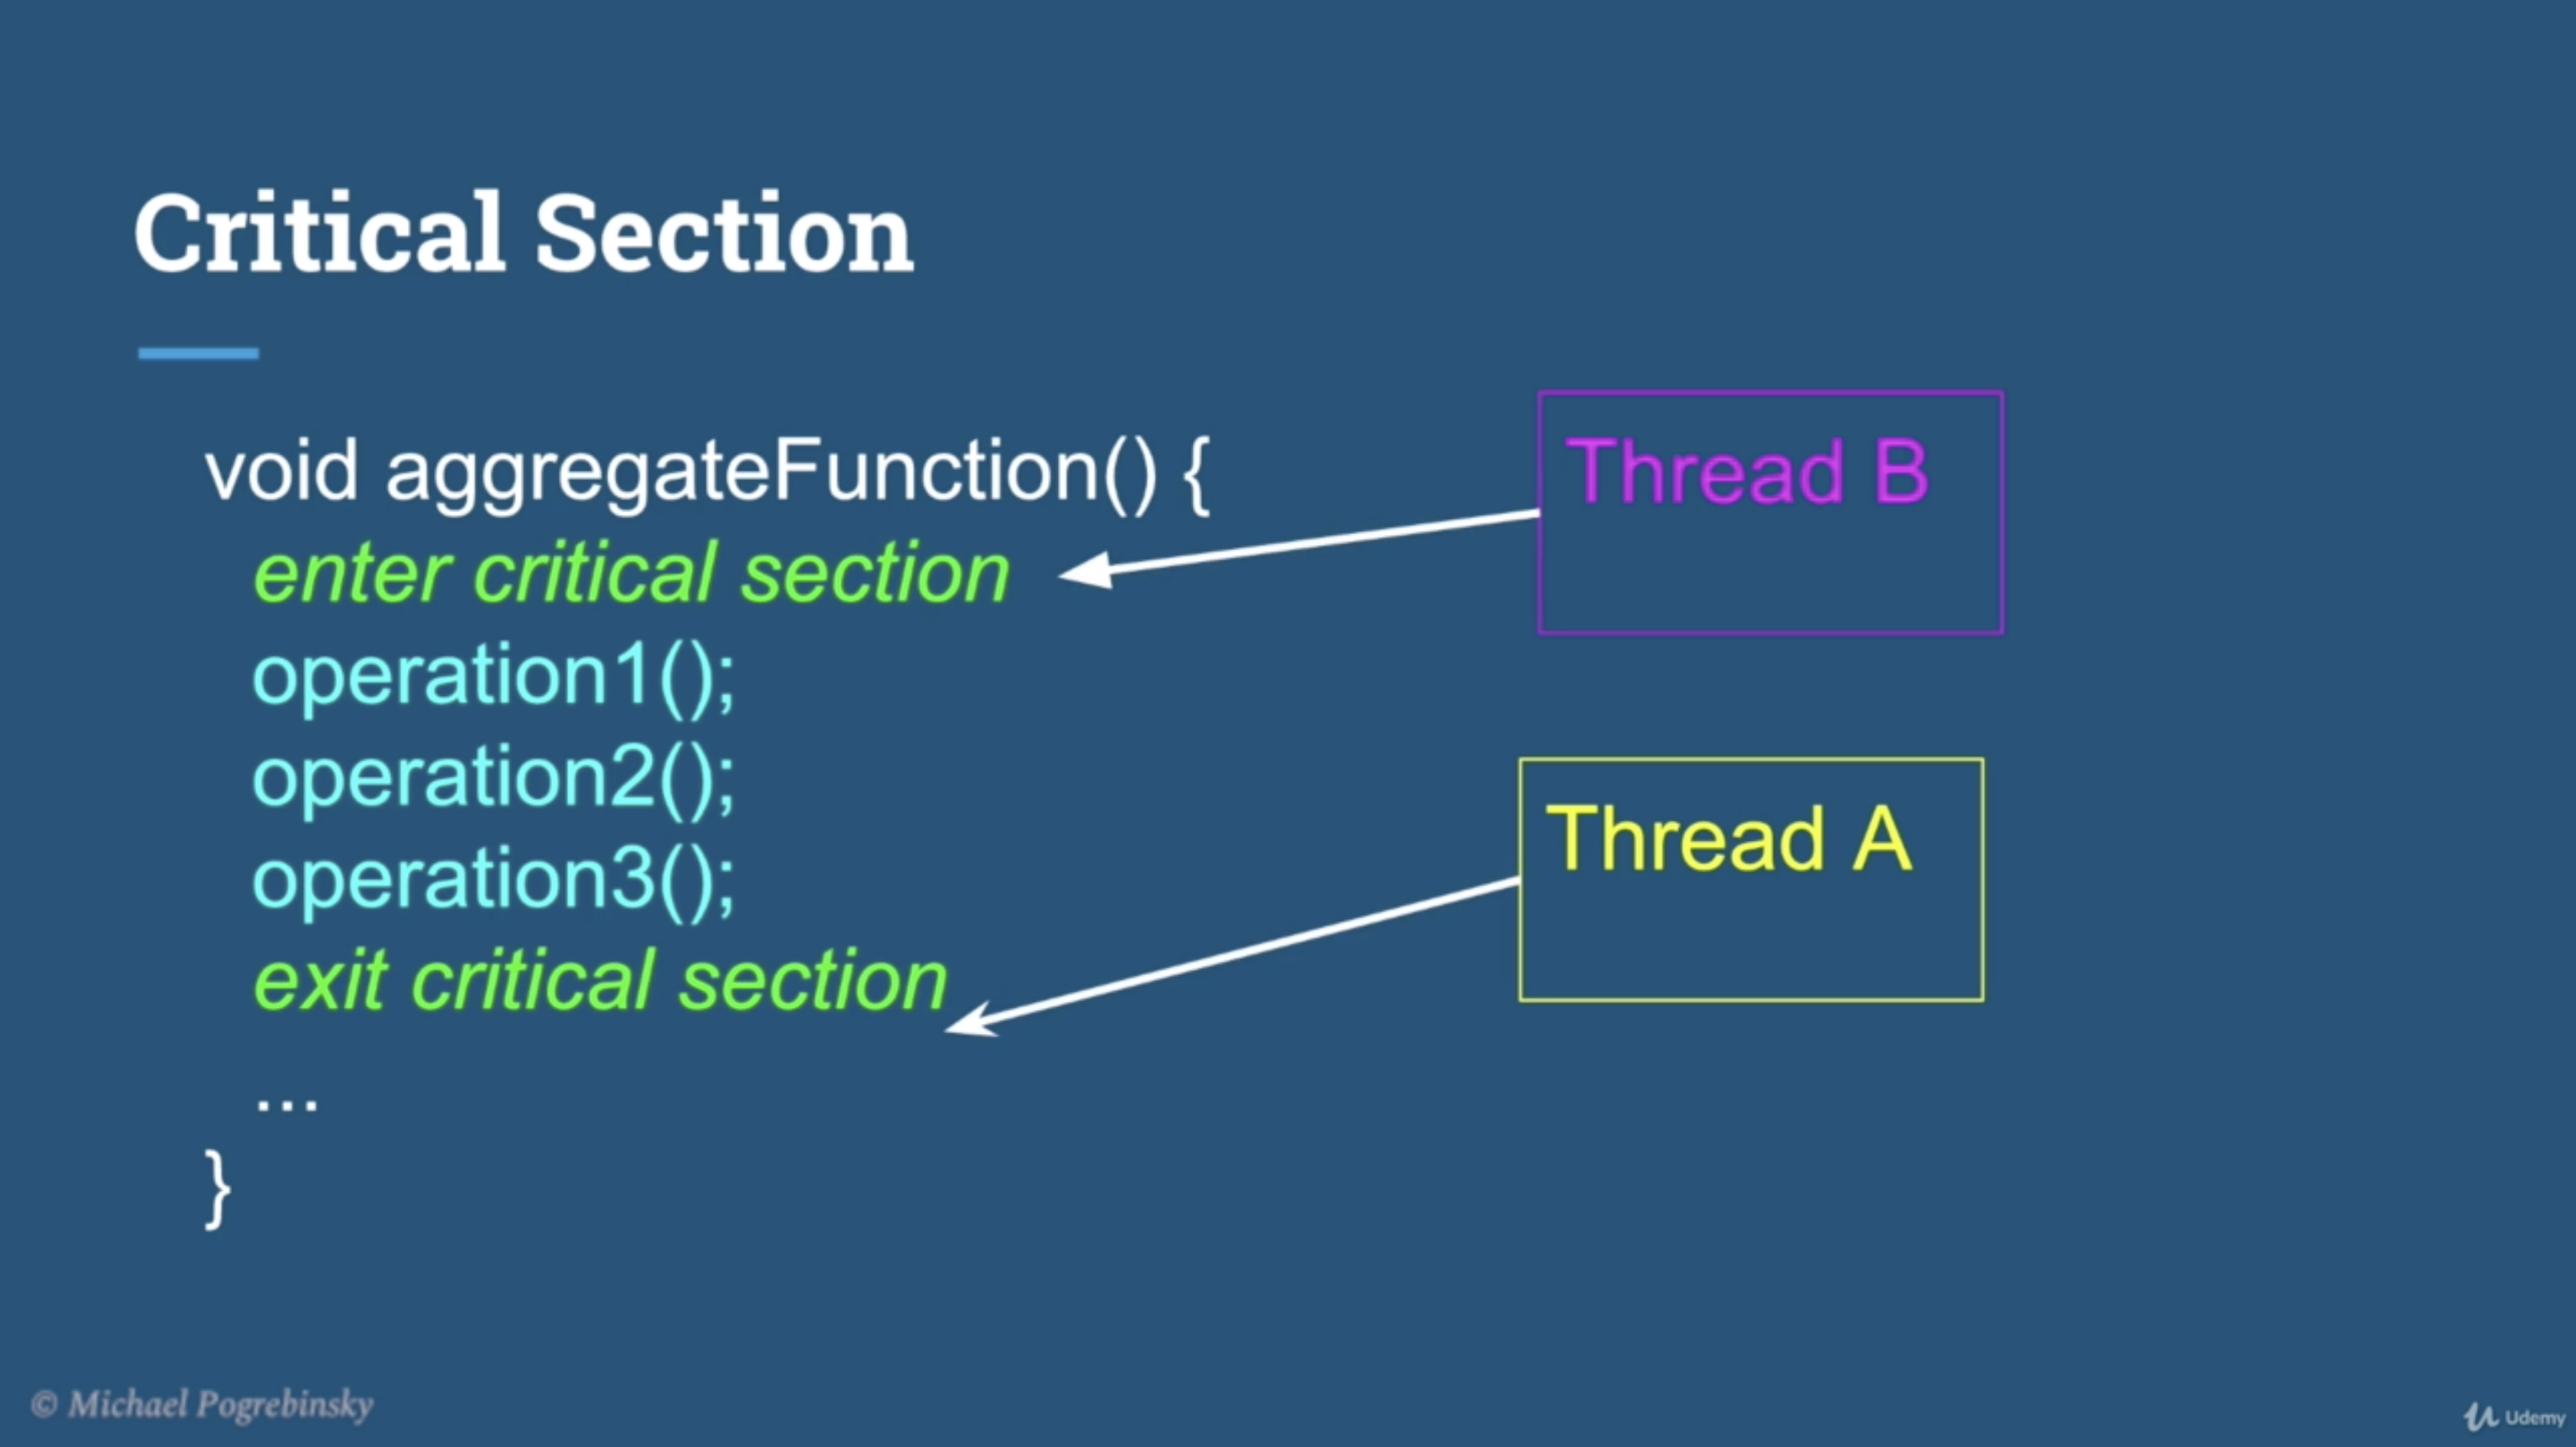 Critical Section
void aggregateFunction() {
enter critical section
operation1();
operation2();
operation3();
exit critical section
...
}
Thread B
Thread A
© Michael Pogrebinsky
Udemy